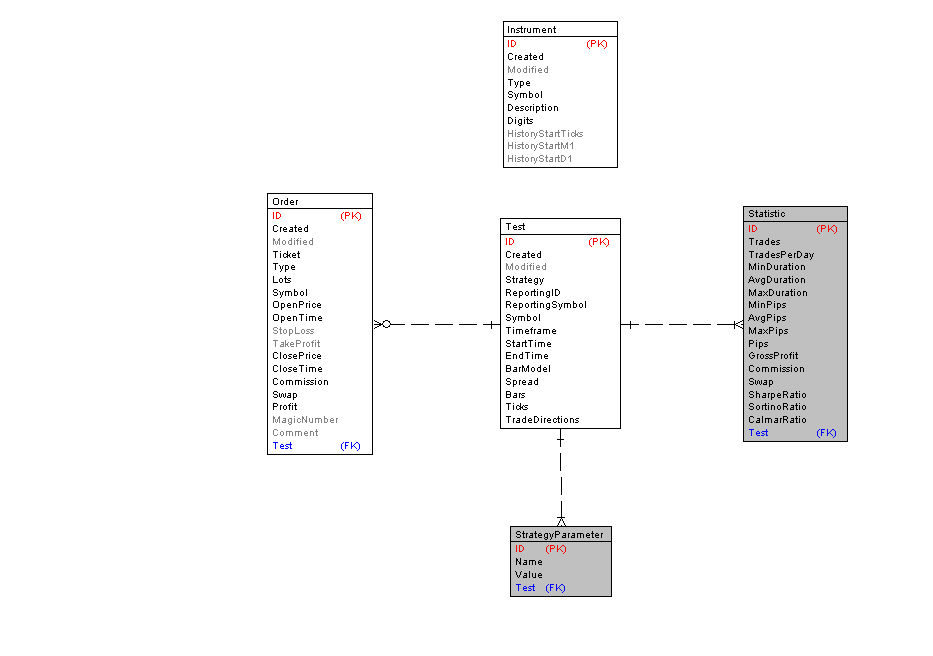 Instrument
ID (PK)
Created
Modified
Type
Symbol
Description
Digits
HistoryStartTicks
HistoryStartM1
HistoryStartD1
Order
ID (PK)
Created
Modified
Ticket
Type
Lots
Symbol
OpenPrice
OpenTime
StopLoss
TakeProfit
ClosePrice
CloseTime
Commission
Swap
Profit
MagicNumber
Comment
Test (FK)
Test
ID (PK)
Created
Modified
Strategy
ReportingID
ReportingSymbol
Symbol
Timeframe
StartTime
EndTime
BarModel
Spread
Bars
Ticks
TradeDirections
Statistic
ID (PK)
Trades
TradesPerDay
MinDuration
AvgDuration
MaxDuration
MinPips
AvgPips
MaxPips
Pips
GrossProfit
Commission
Swap
SharpeRatio
SortinoRatio
CalmarRatio
Test (FK)
StrategyParameter
ID (PK)
Name
Value
Test (FK)